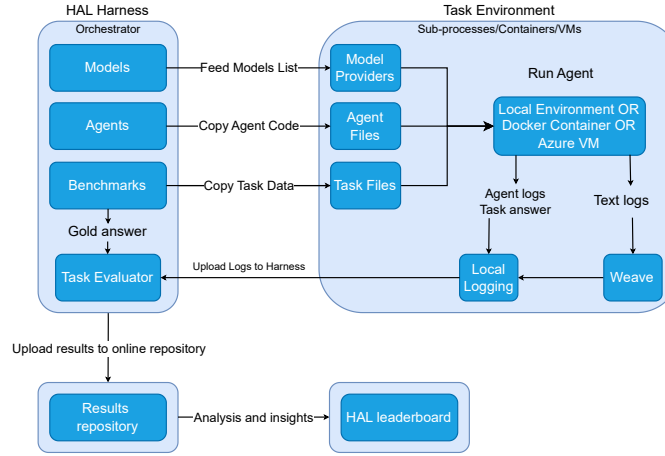 HAL Harness
Task Environment
Orchestrator
Sub-processes/Containers/VMs
Models
Feed Models List
Model
Providers
Run Agent
Agents
Copy Agent Code
Agent
Files
Local Environment OR
Docker Container OR
Azure VM
Benchmarks
Copy Task Data
Task Files
Agent logs
Task answer
Text logs
Gold answer
Task Evaluator
Upload Logs to Harness
Local
Logging
Weave
Upload results to online repository
Results
repository
Analysis and insights
HAL leaderboard